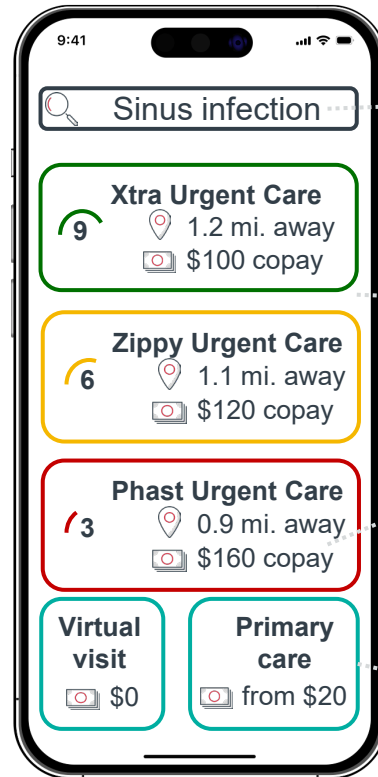 9:41
Sinus infection
Xtra Urgent Care
9
1.2 mi. away
$100 copay
Zippy Urgent Care
6
1.1 mi. away
$120 copay
Phast Urgent Care
3
0.9 mi. away
$160 copay
Virtual
visit
$0
Primary
care
from $20